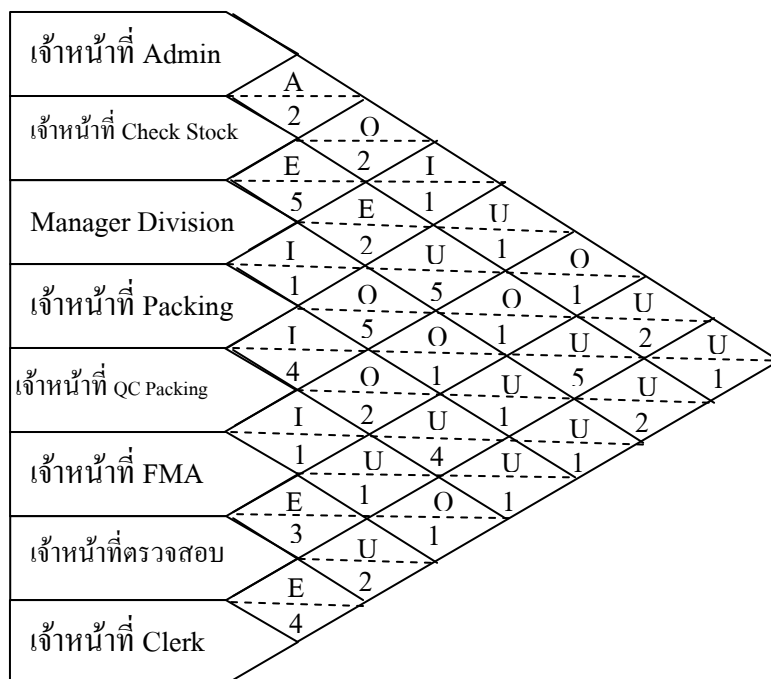 เจ้าหน้าที่ Admin
A
2
เจ้าหน้าที่ Check Stock
O
2
E
I
5
1
E
U
Manager Division
2
1
I
U
O
1
5
1
เจ้าหน้าที่ Packing
O
O
U
5
1
2
I
O
U
U
4
1
5
1
เจ้าหน้าที่ QC Packing
O
U
U
2
1
2
I
U
U
1
4
1
เจ้าหน้าที่ FMA
U
U
1
1
E
O
3
1
เจ้าหน้าที่ตรวจสอบ
U
2
E
4
เจ้าหน้าที่ Clerk